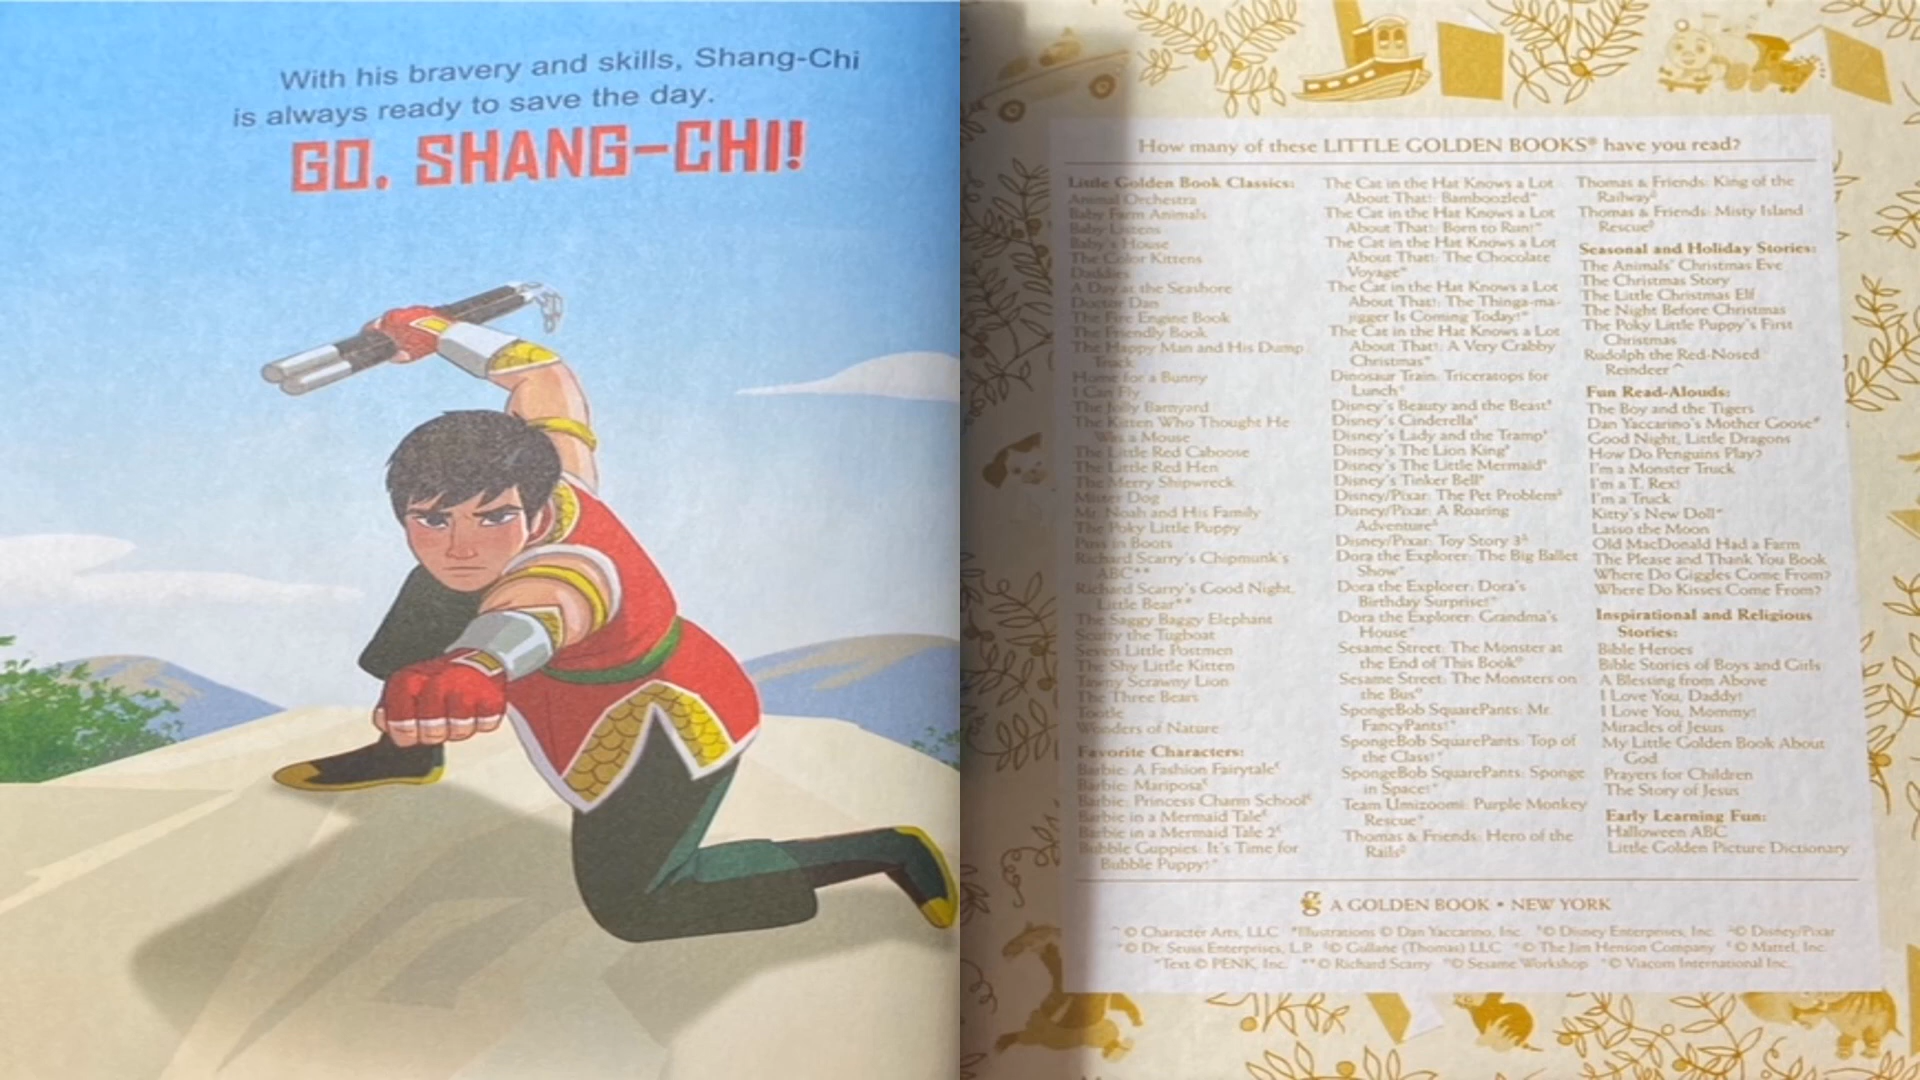 With his bravery and skills, Shang-Chi
is always ready to save the day.
GO, SHANG-CHI!
How many of these LITTLE GOLDEN BOOKS® have you read?
Little Golden Book Classics:
Animal Orchestra
Baby Farm Animals
Baby Listens
Baby's House
The Color Kittens
Daddies
A Day at the Seashore
Doctor Dan
The Fire Engine Book
The Friendly Book
The Happy Man and His Dump
Truck
Home for a Bunny
I Can Fly
The Jolly Barnyard
The Kitten Who Thought He
Was a Mouse
The Little Red Caboose
The Little Red Hen
The Merry Shipwreck
Mister Dog
Mr. Noah and His Family
The Poky Little Puppy
Puss in Boots
Richard Scarry's Chipmunk's
ABC**
Richard Scarry's Good Night,
Little Bear**
The Saggy Baggy Elephant
Scuffy the Tugboat
Seven Little Postmen
The Shy Little Kitten
Tawny Scrawny Lion
The Three Bears
Tootle
Wonders of Nature
Favorite Characters:
Barbie: A Fashion Fairytale
Barbie: Mariposa
Barbie: Princess Charm School
Barbie in a Mermaid Tale
Barbie in a Mermaid Tale 2
Bubble Guppies: It's Time for
Bubble Puppy!
The Cat in the Hat Knows a Lot
About That!: Bamboozled
The Cat in the Hat Knows a Lot
About That!: Born to Run!
The Cat in the Hat Knows a Lot
About That!: The Chocolate
Voyage
The Cat in the Hat Knows a Lot
About That!: The Thinga-ma-
jigger Is Coming Today!
The Cat in the Hat Knows a Lot
About That!: A Very Crabby
Christmas
Dinosaur Train: Triceratops for
Lunch
Disney's Beauty and the Beast
Disney's Cinderella
Disney's Lady and the Tramp
Disney's The Lion King
Disney's The Little Mermaid
Disney's Tinker Bell
Disney/Pixar: The Pet Problem
Disney/Pixar: A Roaring
Adventure
Disney/Pixar: Toy Story 3
Dora the Explorer: The Big Ballet
Show
Dora the Explorer: Dora's
Birthday Surprise!
Dora the Explorer: Grandma's
House
Sesame Street: The Monster at
the End of This Book
Sesame Street: The Monsters on
the Bus
SpongeBob SquarePants: Mr.
FancyPants!
SpongeBob SquarePants: Top of
the Class!
SpongeBob SquarePants: Sponge
in Space!
Team Umizoomi: Purple Monkey
Rescue
Thomas & Friends: Hero of the
Rails
Thomas & Friends: King of the
Railway
Thomas & Friends: Misty Island
Rescue
Seasonal and Holiday Stories:
The Animals' Christmas Eve
The Christmas Story
The Little Christmas Elf
The Night Before Christmas
The Poky Little Puppy's First
Christmas
Rudolph the Red-Nosed
Reindeer^
Fun Read-Alouds:
The Boy and the Tigers
Dan Yaccarino's Mother Goose
Good Night, Little Dragons
How Do Penguins Play?
I'm a Monster Truck
I'm a T. Rex!
I'm a Truck
Kitty's New Doll
Lasso the Moon
Old MacDonald Had a Farm
The Please and Thank You Book
Where Do Giggles Come From?
Where Do Kisses Come From?
Inspirational and Religious
Stories:
Bible Heroes
Bible Stories of Boys and Girls
A Blessing from Above
I Love You, Daddy!
I Love You, Mommy!
Miracles of Jesus
My Little Golden Book About
God
Prayers for Children
The Story of Jesus
Early Learning Fun:
Halloween ABC
Little Golden Picture Dictionary
A GOLDEN BOOK • NEW YORK
^ © Character Arts, LLC Illustrations © Dan Yaccarino, Inc. © Disney Enterprises, Inc. © Disney/Pixar
© Dr. Seuss Enterprises, L.P. © Gullane (Thomas) LLC © The Jim Henson Company © Mattel, Inc.
Text © PENK, Inc. **© Richard Scarry © Sesame Workshop © Viacom International Inc.